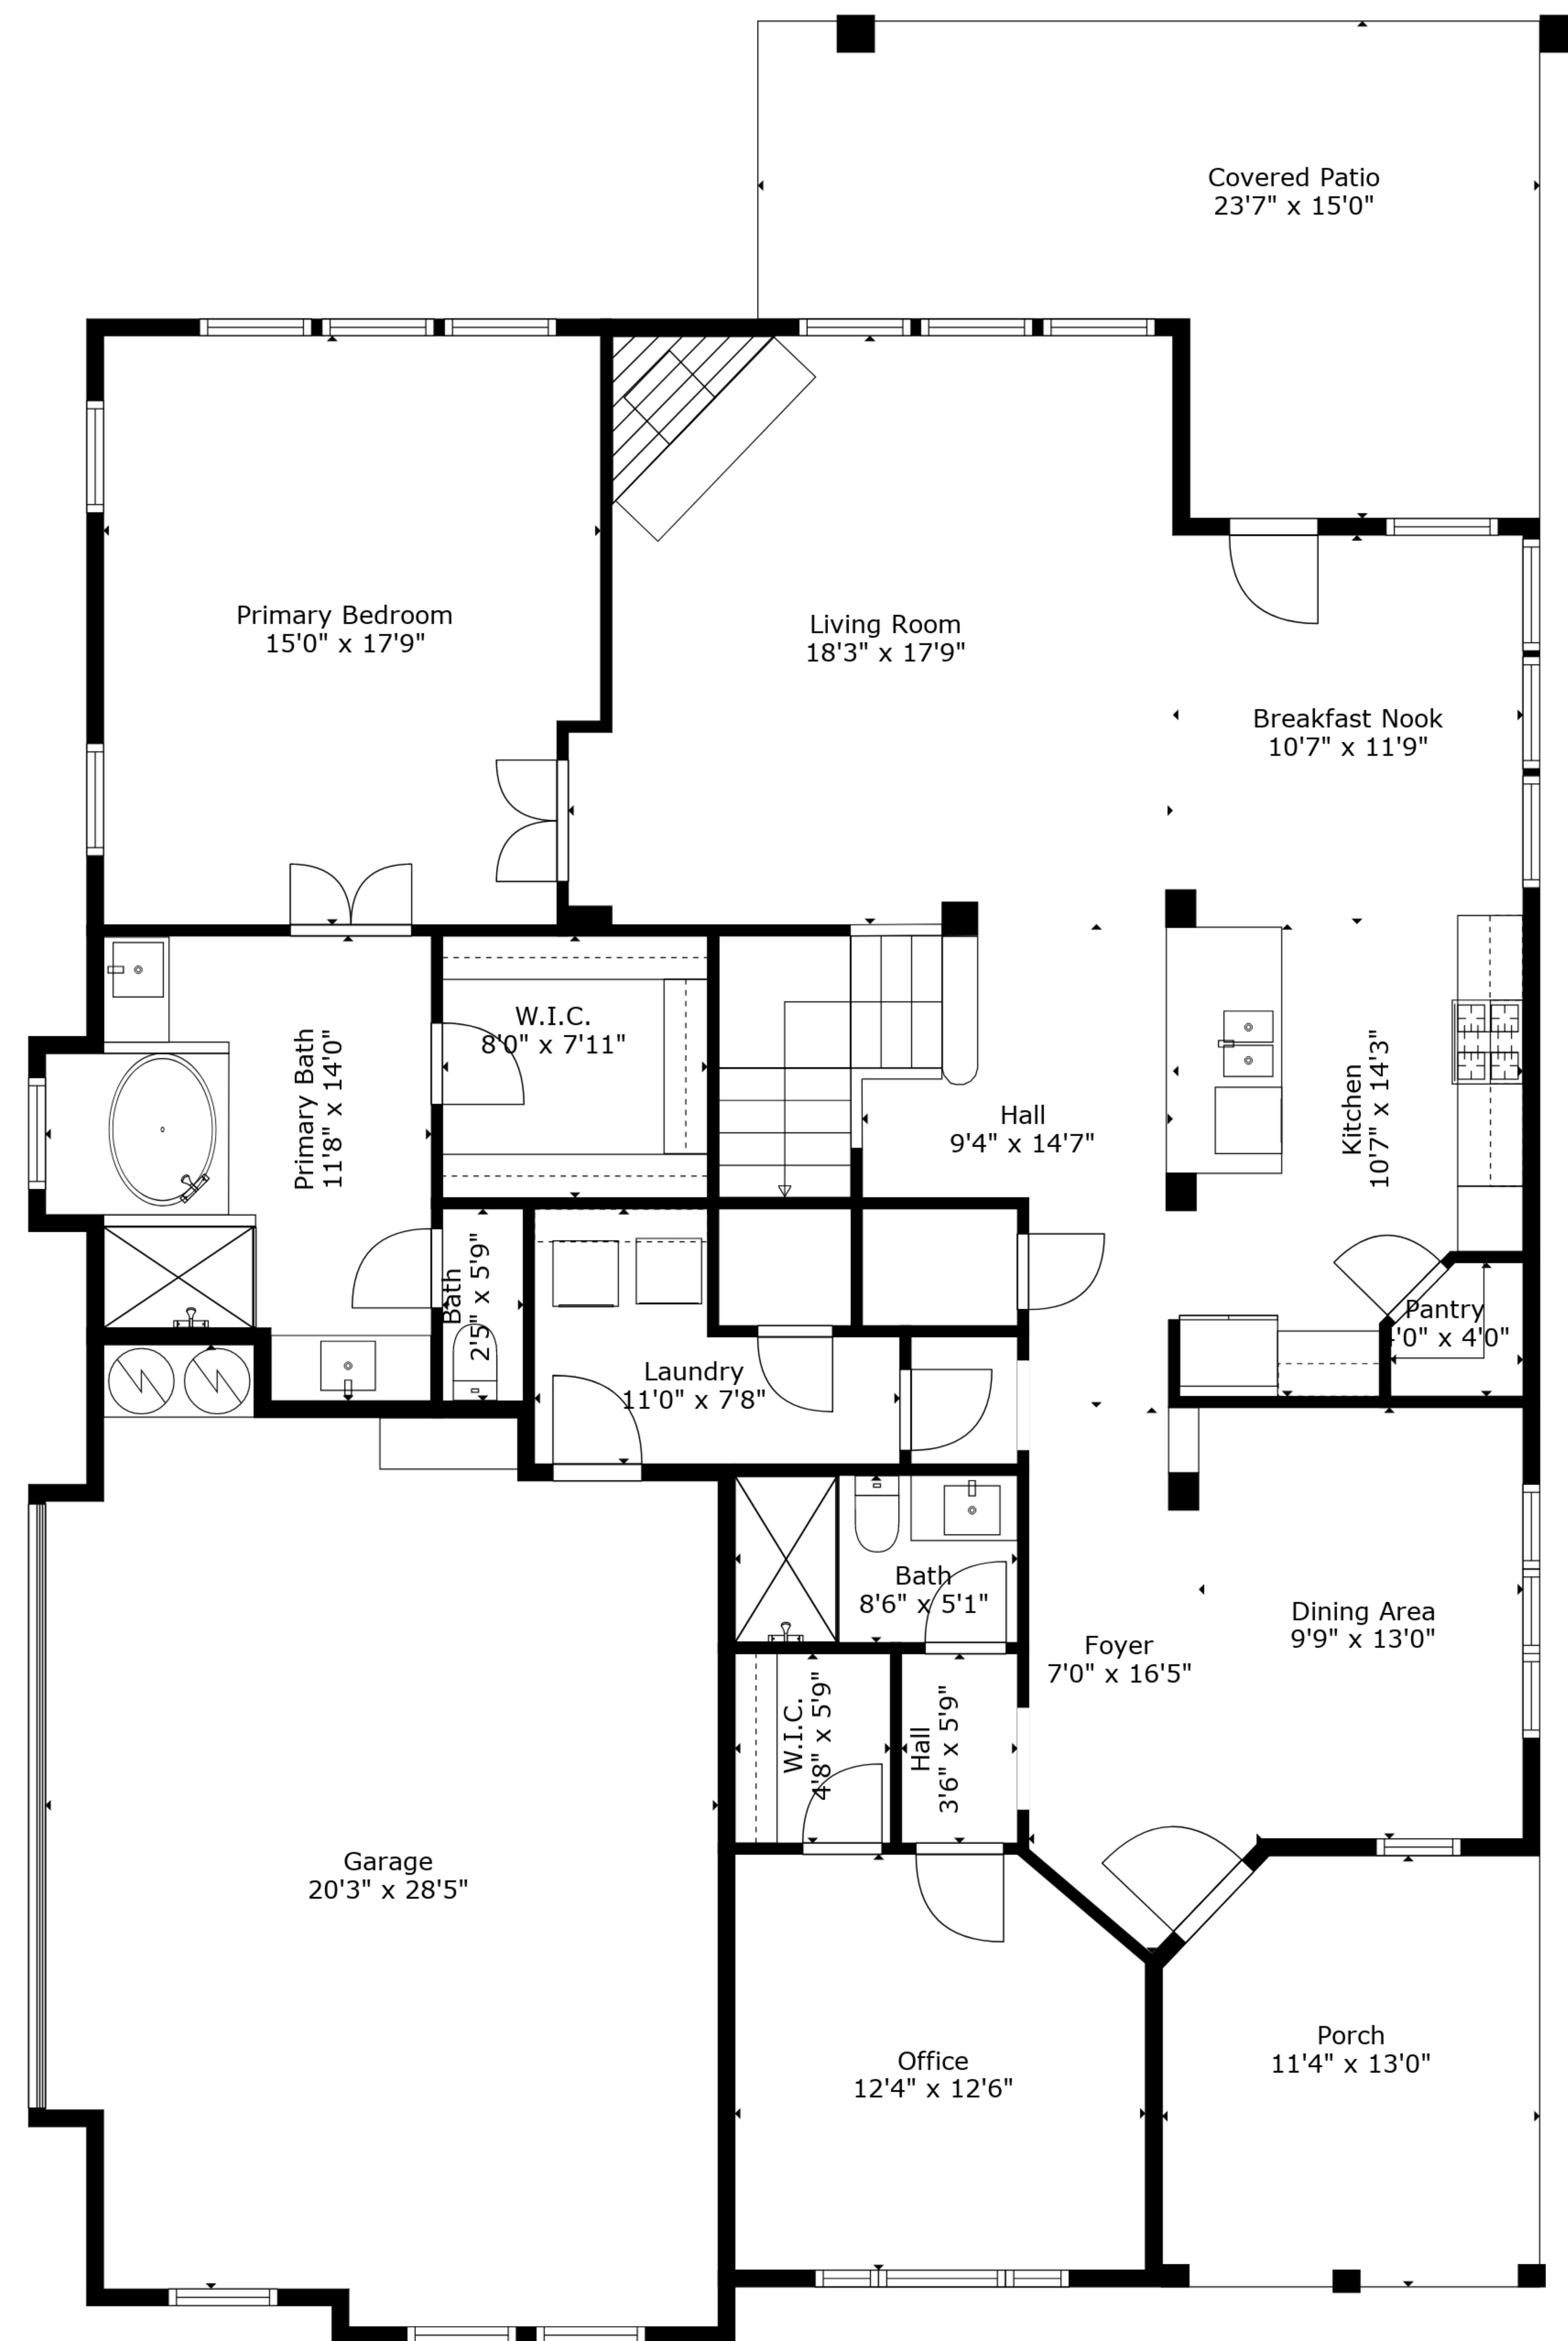 Covered Patio
23'7" x 15'0"
Primary Bedroom
15'0" x 17'9"
Living Room
18'3" x 17'9"
Breakfast Nook
10'7" x 11'9"
Primary Bath
11'8" x 14'0"
W.I.C.
8'0" x 7'11"
Hall
9'4" x 14'7"
Kitchen
10'7" x 14'3"
Bath
2'5" x 5'9"
Pantry
4'0" x 4'0"
Laundry
11'0" x 7'8"
Bath
8'6" x 5'1"
Dining Area
9'9" x 13'0"
Foyer
7'0" x 16'5"
W.I.C.
4'8" x 5'9"
Hall
3'6" x 5'9"
Garage
20'3" x 28'5"
Office
12'4" x 12'6"
Porch
11'4" x 13'0"